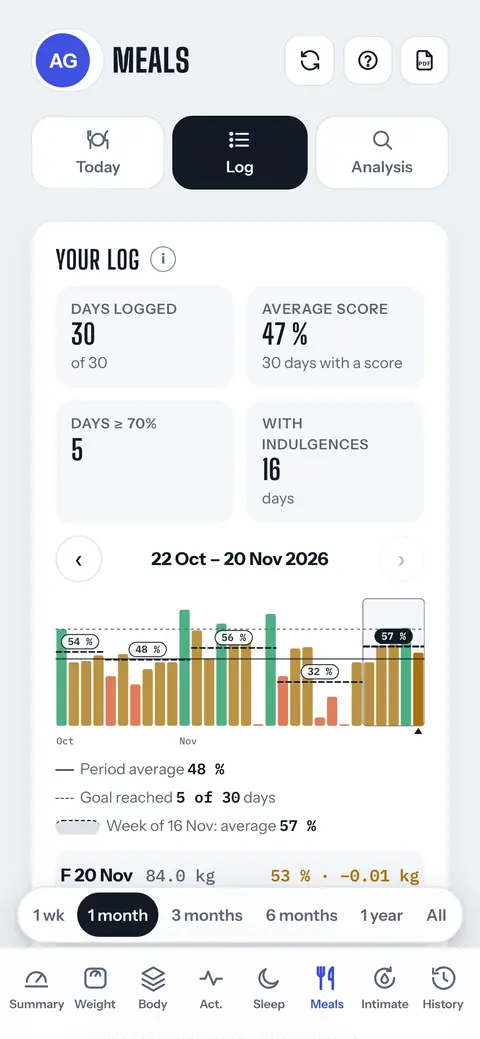 AG MEALS
PDF
Today Log Analysis
YOUR LOG i
DAYS LOGGED
30
of 30
AVERAGE SCORE
47 %
30 days with a score
DAYS ≥ 70%
5
WITH
INDULGENCES
16
days
22 Oct – 20 Nov 2026
54 %
48 %
56 %
32 %
57 %
Oct Nov
Period average 48 %
Goal reached 5 of 30 days
Week of 16 Nov: average 57 %
F 20 Nov 84.0 kg 53 % · −0.01 kg
1 wk 1 month 3 months 6 months 1 year All
Summary Weight Body Act. Sleep Meals Intimate History